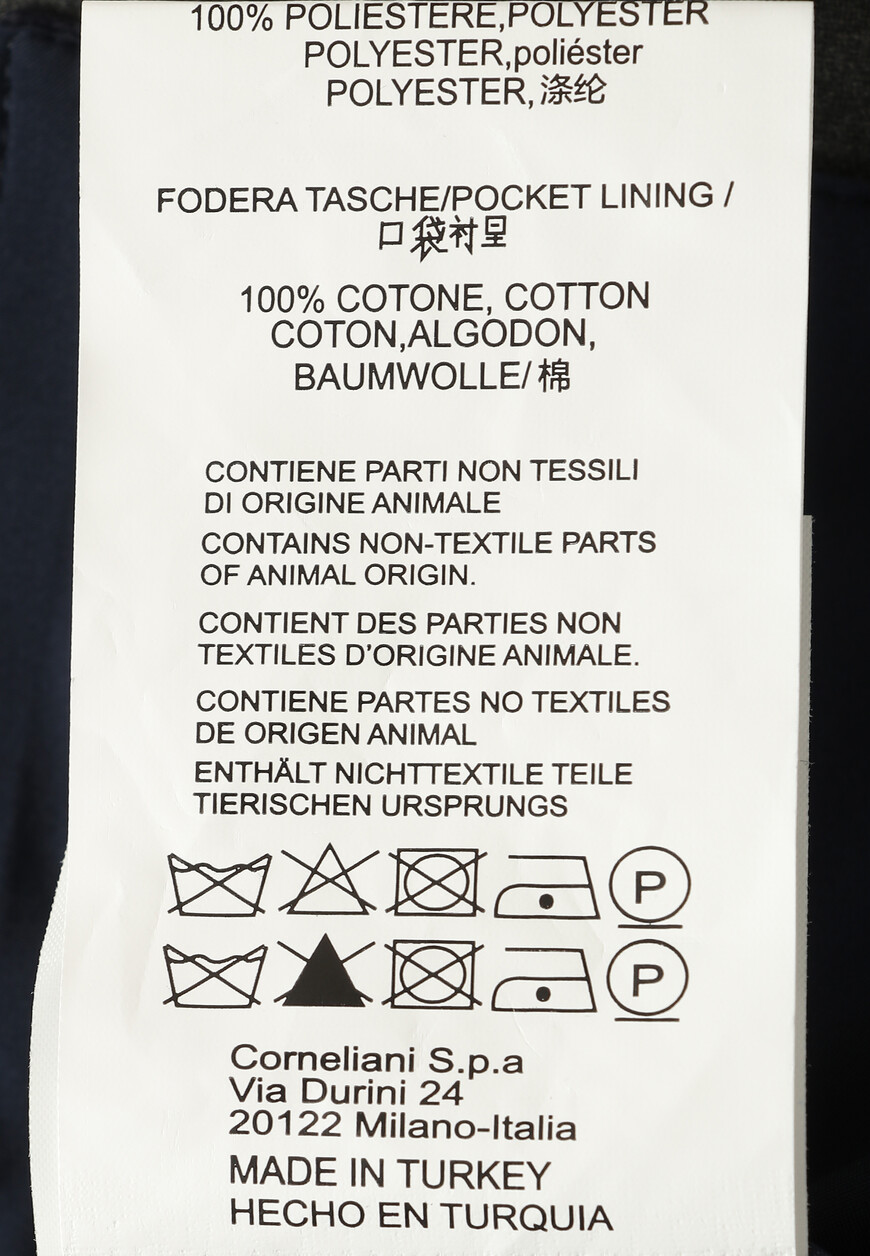 100% POLIESTERE,POLYESTER
POLYESTER,poliéster
POLYESTER,涤纶
FODERA TASCHE/POCKET LINING /
口袋衬里
100% COTONE, COTTON
COTON,ALGODON,
BAUMWOLLE/棉
CONTIENE PARTI NON TESSILI
DI ORIGINE ANIMALE
CONTAINS NON-TEXTILE PARTS
OF ANIMAL ORIGIN.
CONTIENT DES PARTIES NON
TEXTILES D'ORIGINE ANIMALE.
CONTIENE PARTES NO TEXTILES
DE ORIGEN ANIMAL
ENTHÄLT NICHTTEXTILE TEILE
TIERISCHEN URSPRUNGS
P
P
Corneliani S.p.a
Via Durini 24
20122 Milano-Italia
MADE IN TURKEY
HECHO EN TURQUIA